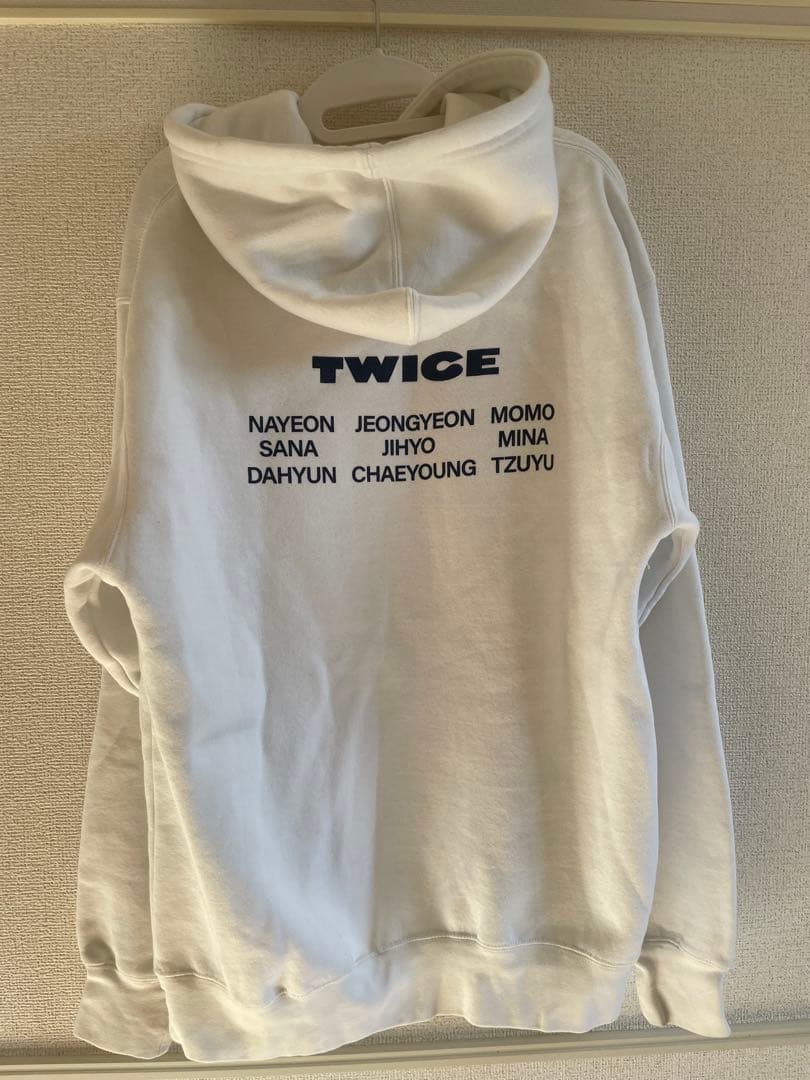 TWICE
NAYEON JEONGYEON MOMO
SANA JIHYO MINA
DAHYUN CHAEYOUNG TZUYU